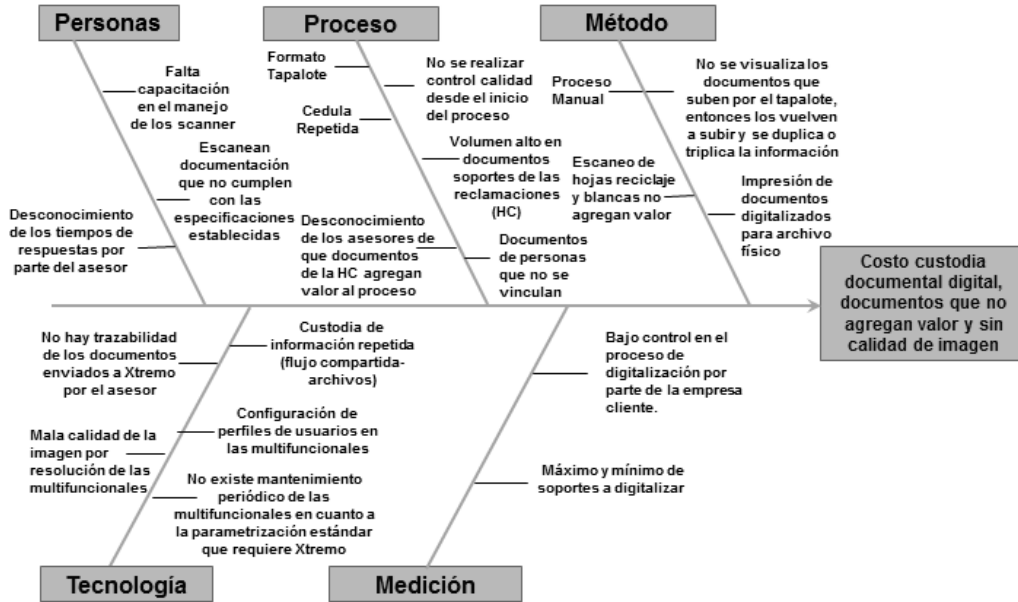 Personas
Proceso
Método
Falta
capacitación
en el manejo
de los scanner
Escanean
documentación
que no cumplen
con las
especificaciones
establecidas
Desconocimiento
de los tiempos de
respuestas por
parte del asesor
Formato
Tapalote
Cedula
Repetida
No se realizar
control calidad
desde el inicio
del proceso
Volumen alto en
documentos
soportes de las
reclamaciones
(HC)
Desconocimiento
de los asesores de
que documentos
de la HC agregan
valor al proceso
Documentos
de personas
que no se
vinculan
Proceso
Manual
No se visualiza los
documentos que
suben por el tapalote,
entonces los vuelven
a subir y se duplica o
triplica la información
Escaneo de
hojas reciclaje
y blancas no
agregan valor
Impresión de
documentos
digitalizados
para archivo
físico
Costo custodia
documental digital,
documentos que no
agregan valor y sin
calidad de imagen
No hay trazabilidad
de los documentos
enviados a Xtremo
por el asesor
Custodia de
información repetida
(flujo compartida-
archivos)
Mala calidad de la
imagen por
resolución de las
multifuncionales
Configuración de
perfiles de usuarios en
las multifuncionales
No existe mantenimiento
periódico de las
multifuncionales en cuanto a
la parametrización estándar
que requiere Xtremo
Bajo control en el
proceso de
digitalización por
parte de la empresa
cliente.
Máximo y mínimo de
soportes a digitalizar
Tecnología
Medición